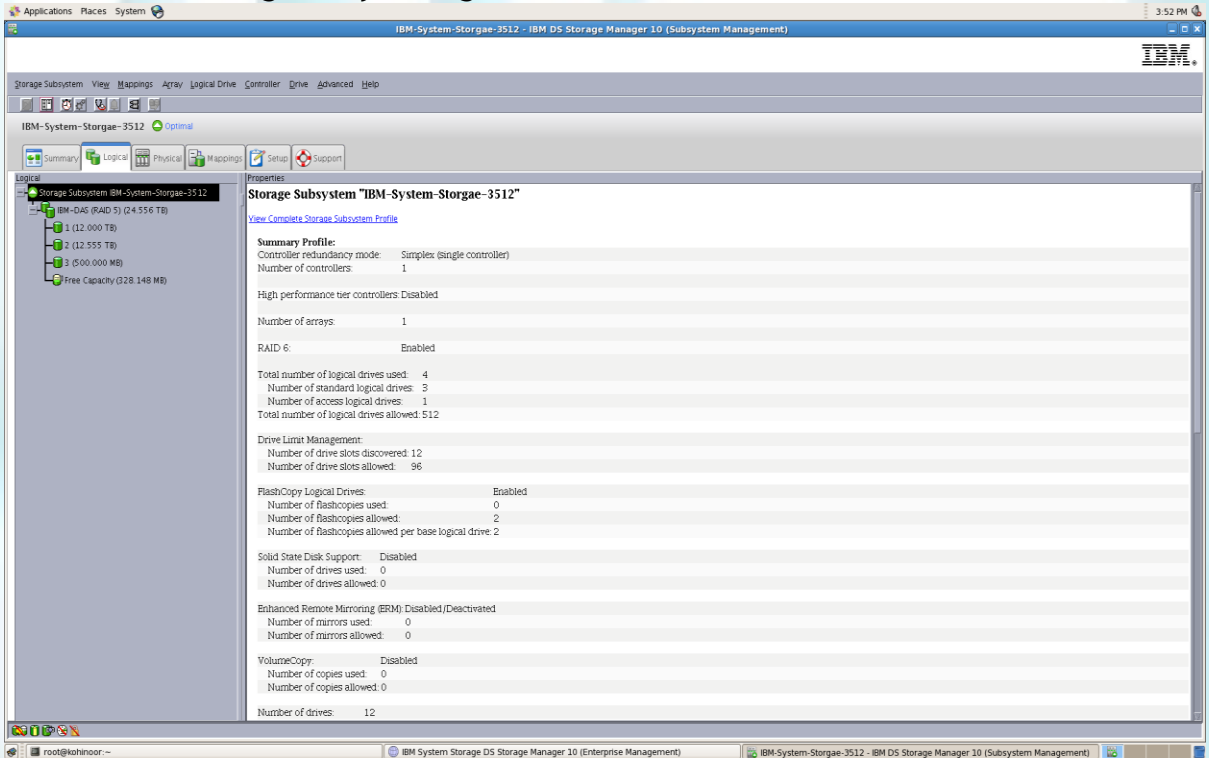 Applications Places System 3:52 PM
IBM-System-Storgae-3512 - IBM DS Storage Manager 10 (Subsystem Management)
IBM
Storage Subsystem View Mappings Array Logical Drive Controller Drive Advanced Help
IBM-System-Storgae-3512 Optimal
Summary Logical Physical Mappings Setup Support
Logical
Storage Subsystem IBM-System-Storgae-3512
IBM-DAS (RAID 5) (24.556 TB)
1 (12.000 TB)
2 (12.555 TB)
3 (500.000 MB)
Free Capacity (328.148 MB)
Properties
Storage Subsystem "IBM-System-Storgae-3512"
View Complete Storage Subsystem Profile
Summary Profile:
Controller redundancy mode: Simplex (single controller)
Number of controllers: 1
High performance tier controllers: Disabled
Number of arrays: 1
RAID 6: Enabled
Total number of logical drives used: 4
Number of standard logical drives: 3
Number of access logical drives: 1
Total number of logical drives allowed: 512
Drive Limit Management:
Number of drive slots discovered: 12
Number of drive slots allowed: 96
FlashCopy Logical Drives: Enabled
Number of flashcopies used: 0
Number of flashcopies allowed: 2
Number of flashcopies allowed per base logical drive: 2
Solid State Disk Support: Disabled
Number of drives used: 0
Number of drives allowed: 0
Enhanced Remote Mirroring (ERM): Disabled/Deactivated
Number of mirrors used: 0
Number of mirrors allowed: 0
VolumeCopy: Disabled
Number of copies used: 0
Number of copies allowed: 0
Number of drives: 12
root@kohinoor:~
IBM System Storage DS Storage Manager 10 (Enterprise Management)
IBM-System-Storgae-3512 - IBM DS Storage Manager 10 (Subsystem Management)